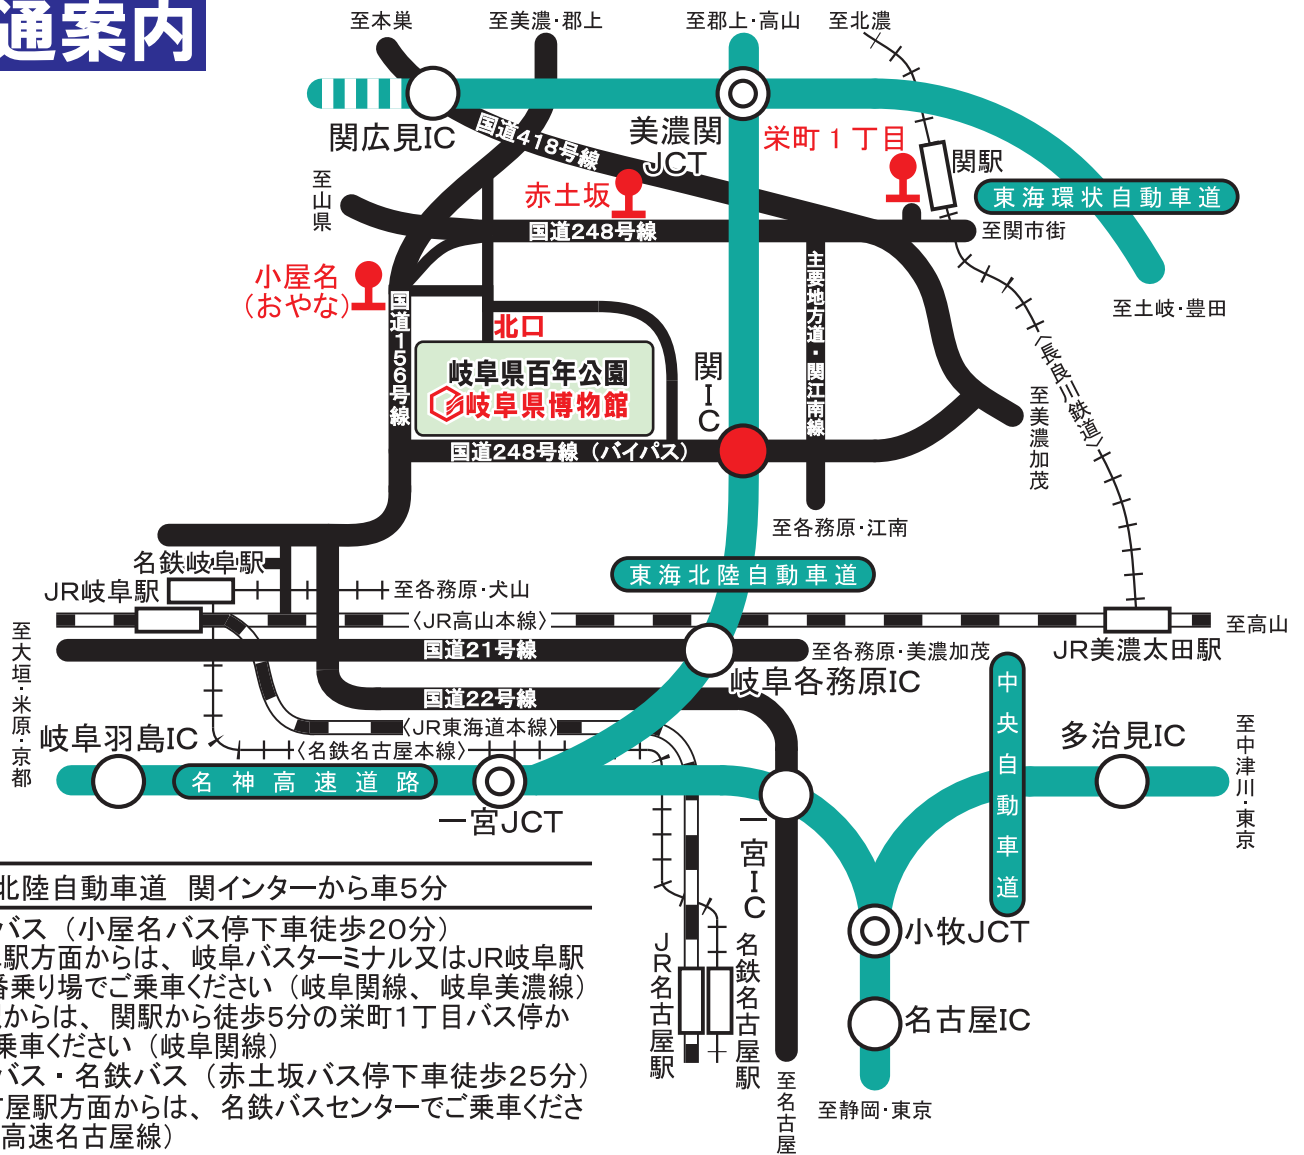 通案内
至本巣
至美濃·郡上
至郡上·高山
至北濃
関広見IC
国道418号線
美濃関
JCT
栄町1丁目
関駅
東海環状自動車道
至山県
赤土坂
国道248号線
至関市街
小屋名
(おやな)
国道156号線
北口
主要地方道・関江南線
至土岐·豊田
〈長良川鉄道〉
岐阜県百年公園
岐阜県博物館
関IC
至美濃加茂
国道248号線(バイパス)
至各務原·江南
名鉄岐阜駅
東海北陸自動車道
JR岐阜駅
至各務原·犬山
〈JR高山本線〉
至高山
至大垣·米原·京都
国道21号線
至各務原·美濃加茂
JR美濃太田駅
岐阜各務原IC
中央自動車道
国道22号線
〈JR東海道本線〉
〈名鉄名古屋本線〉
岐阜羽島IC
多治見IC
至中津川·東京
名神高速道路
一宮JCT
一宮IC
小牧JCT
JR名古屋駅
名鉄名古屋駅
名古屋IC
至名古屋
至静岡·東京
北陸自動車道 関インターから車5分
バス(小屋名バス停下車徒歩20分)
駅方面からは、岐阜バスターミナル又はJR岐阜駅
番乗り場でご乗車ください(岐阜関線、岐阜美濃線)
からは、関駅から徒歩5分の栄町1丁目バス停か
乗車ください(岐阜関線)
バス・名鉄バス(赤土坂バス停下車徒歩25分)
古屋駅方面からは、名鉄バスセンターでご乗車くださ
高速名古屋線)